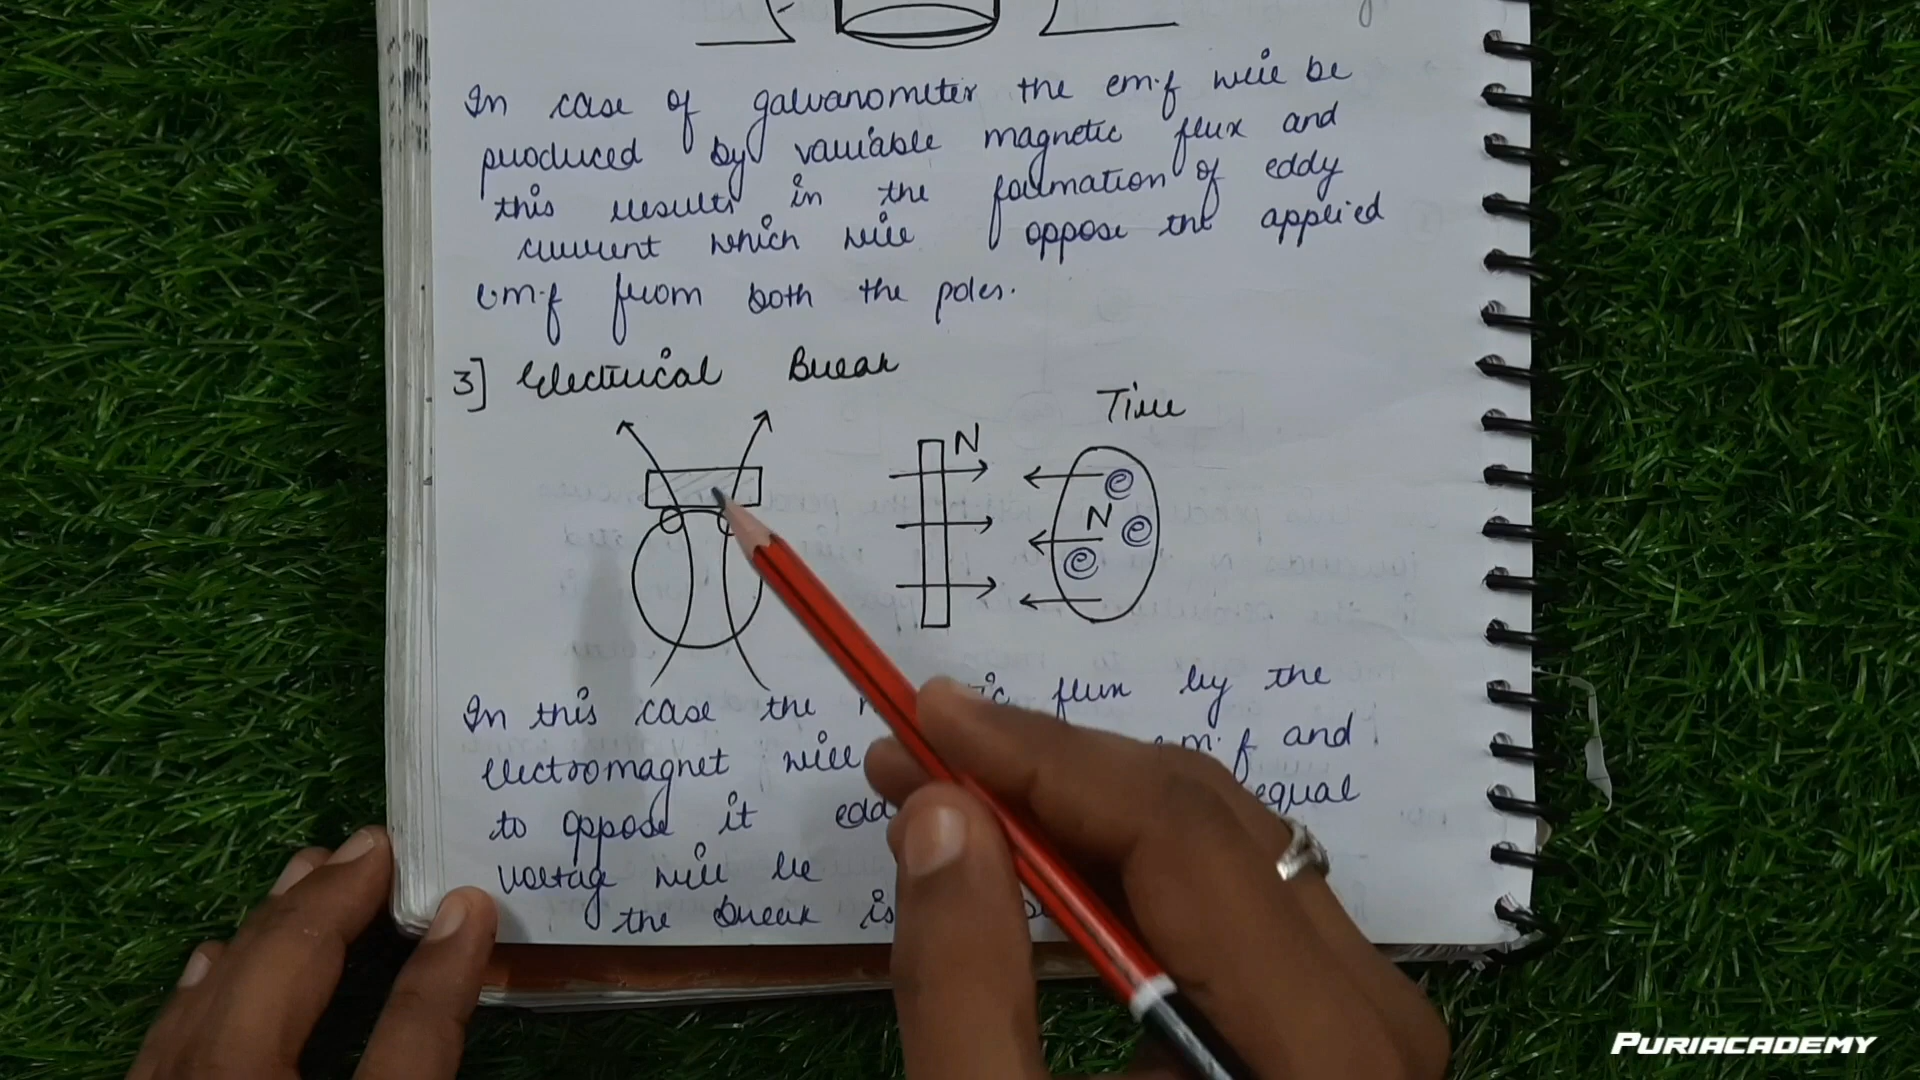 In case of galvanometer the em.f will be
produced by variable magnetic flux and
this results in the formation of eddy
current which will oppose the applied
em.f from both the poles.
3] Electrical Break
Time
N
N
In this case the flux by the
electromagnet will em.f and
to oppose it equal
voltage will be
the break is
PURIACADEMY